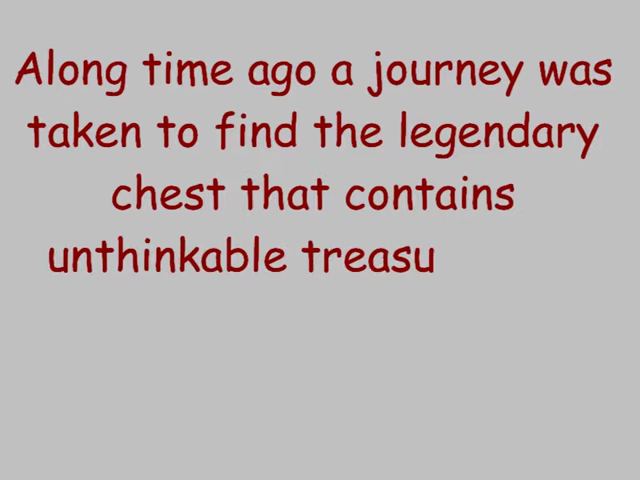 Along time ago a journey was
taken to find the legendary
chest that contains
unthinkable treasu